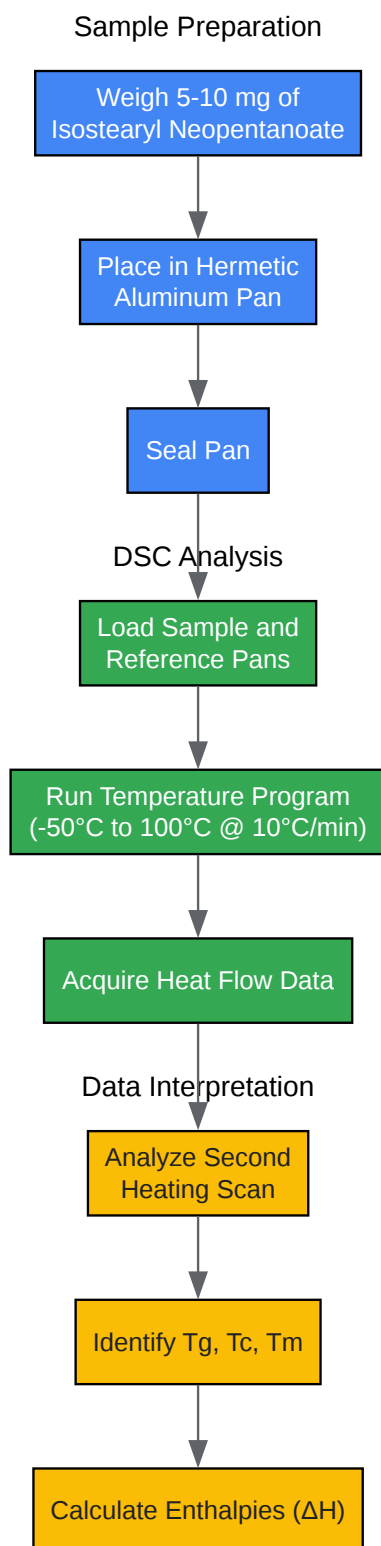 Sample Preparation
Weigh 5-10 mg of
Isostearyl Neopentanoate
Place in Hermetic
Aluminum Pan
Seal Pan
DSC Analysis
Load Sample and
Reference Pans
Run Temperature Program
(-50°C to 100°C @ 10°C/min)
Acquire Heat Flow Data
Data Interpretation
Analyze Second
Heating Scan
Identify Tg, Tc, Tm
Calculate Enthalpies (ΔH)